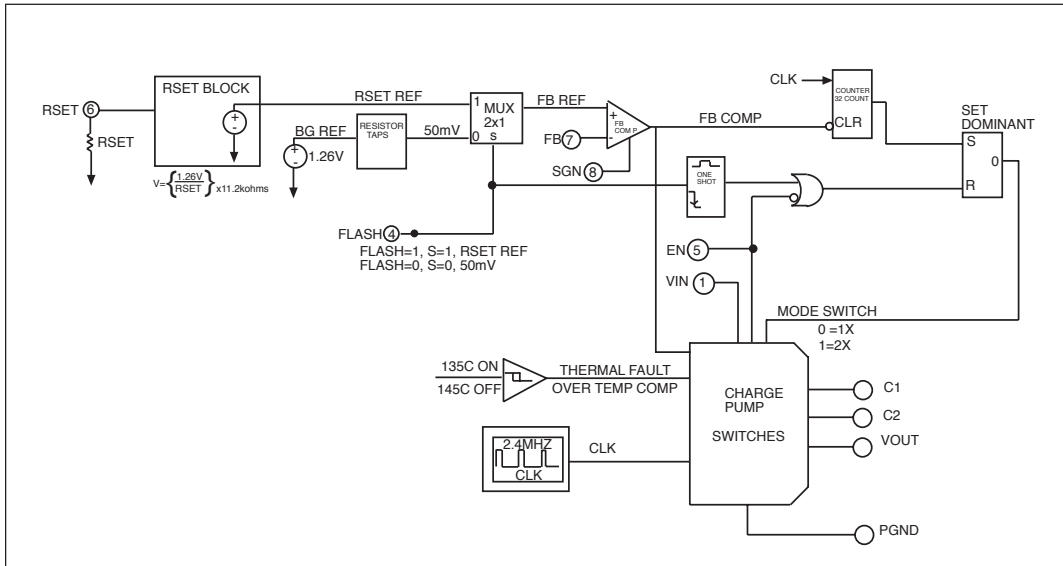 RSET BLOCK
RSET 6
RSET
+
-
V={1.26V/RSET}x11.2kohms
RSET REF
BG REF
+
-
1.26V
RESISTOR
TAPS
50mV
1
MUX
2x1
0
s
FB REF
+
FB
COMP
-
FB 7
SGN 8
FB COMP
CLK
COUNTER
32 COUNT
CLR
SET
DOMINANT
S
0
R
ONE
SHOT
FLASH 4
FLASH=1, S=1, RSET REF
FLASH=0, S=0, 50mV
EN 5
VIN 1
MODE SWITCH
0 =1X
1=2X
135C ON
145C OFF
THERMAL FAULT
OVER TEMP COMP
CHARGE
PUMP
SWITCHES
C1
C2
VOUT
2.4MHZ
CLK
CLK
PGND